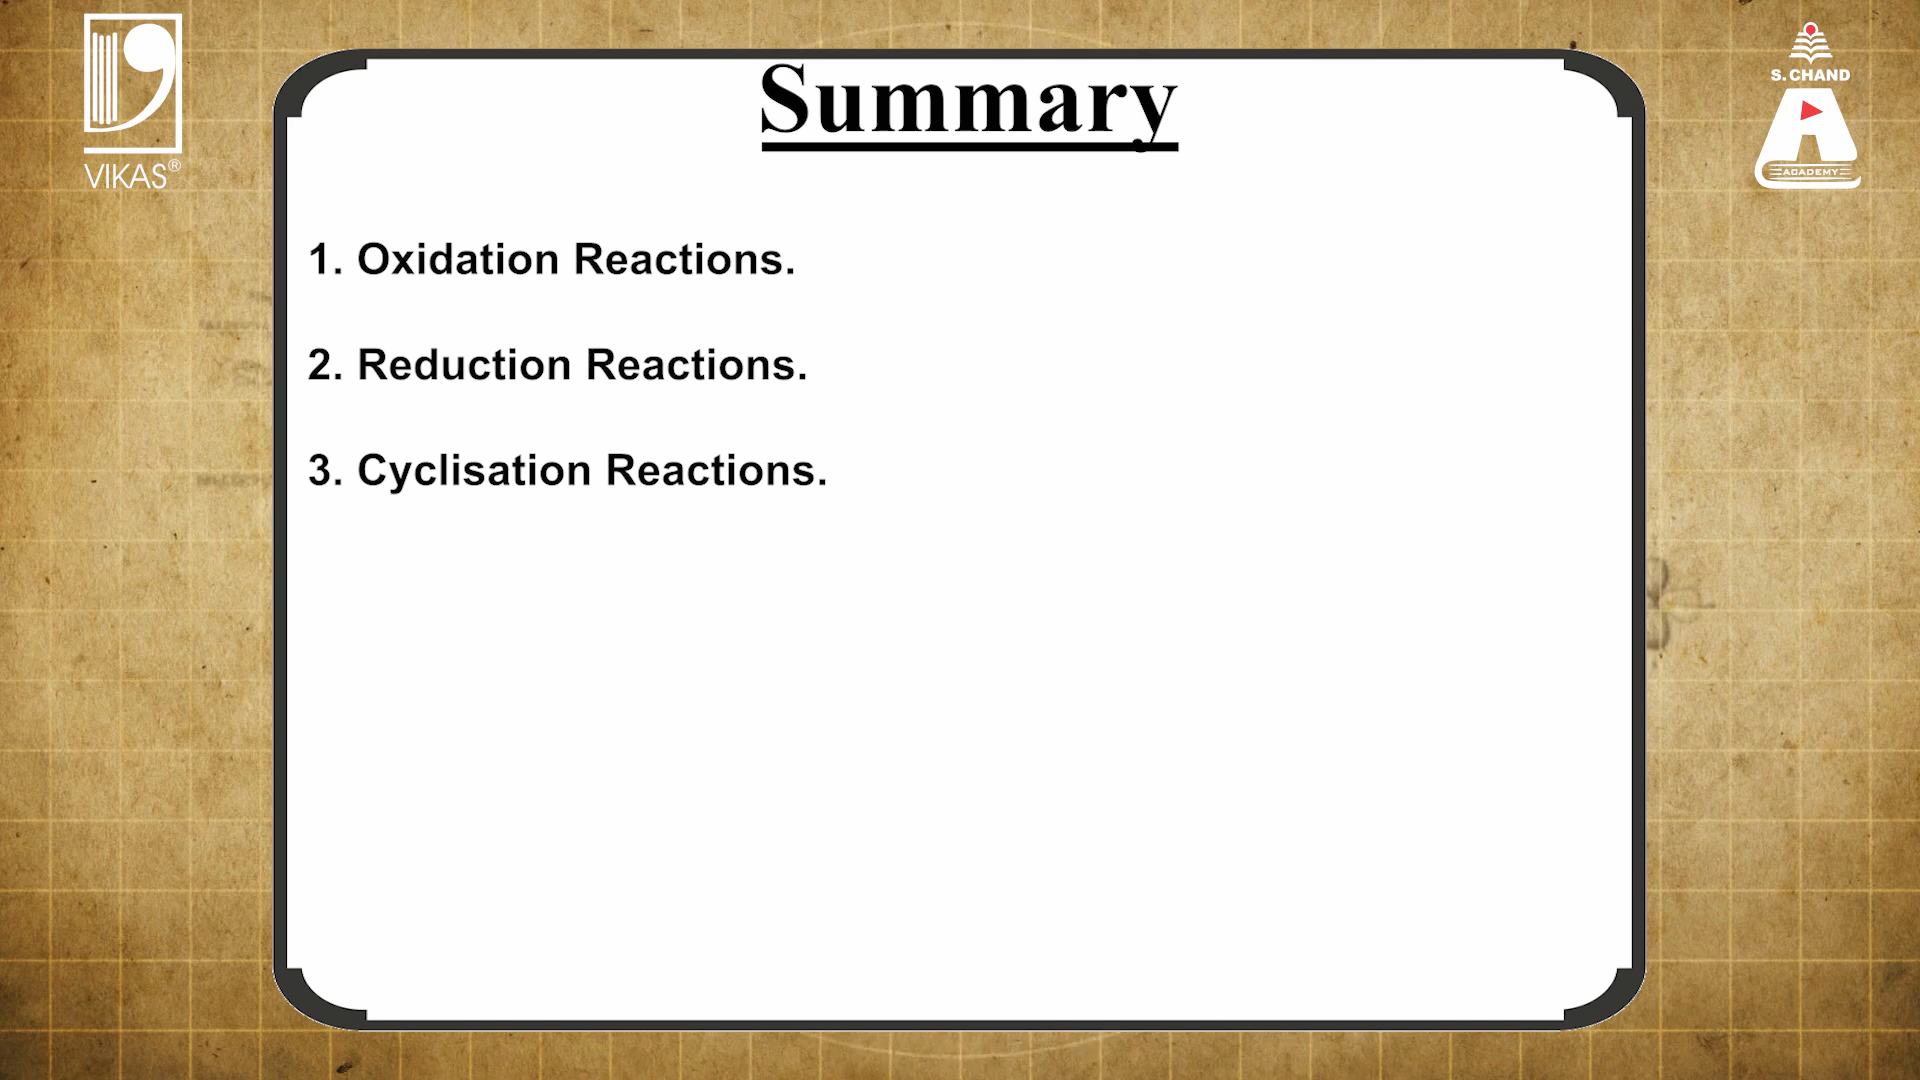 VIKAS®
S. CHAND
ACADEMY
Summary
1. Oxidation Reactions.
2. Reduction Reactions.
3. Cyclisation Reactions.